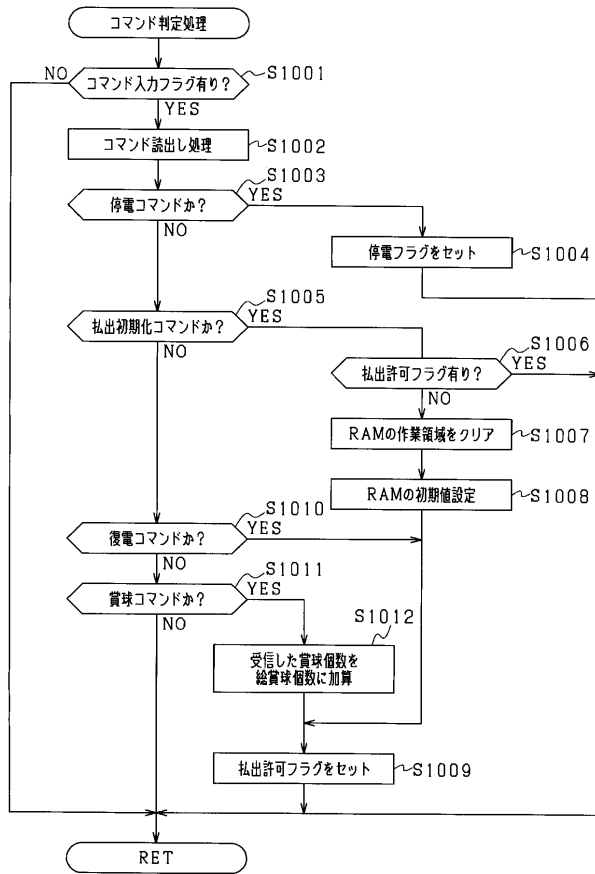 コマンド判定処理
NO
コマンド入力フラグ有り?
S1001
YES
コマンド読出し処理
S1002
停電コマンドか?
S1003
YES
NO
停電フラグをセット
S1004
払出初期化コマンドか?
S1005
YES
NO
払出許可フラグ有り?
S1006
YES
NO
RAMの作業領域をクリア
S1007
RAMの初期値設定
S1008
復電コマンドか?
S1010
YES
NO
賞球コマンドか?
S1011
YES
NO
S1012
受信した賞球個数を
総賞球個数に加算
払出許可フラグをセット
S1009
RET